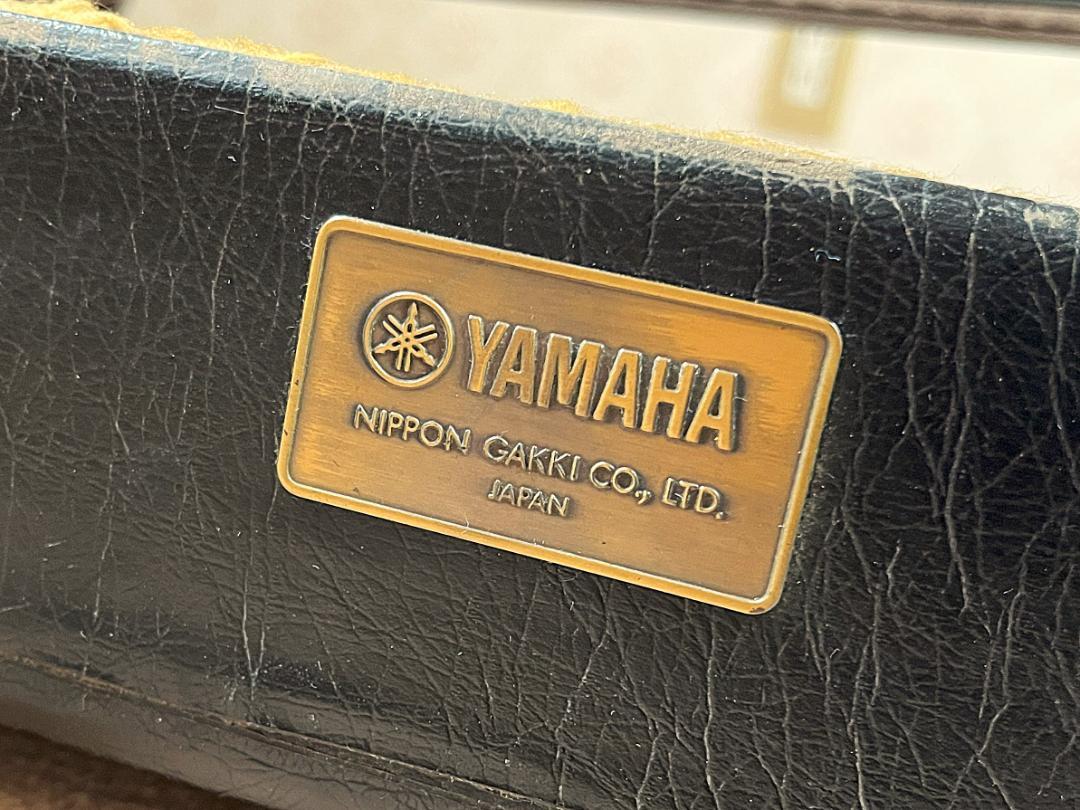 YAMAHA
NIPPON GAKKI CO., LTD.
JAPAN